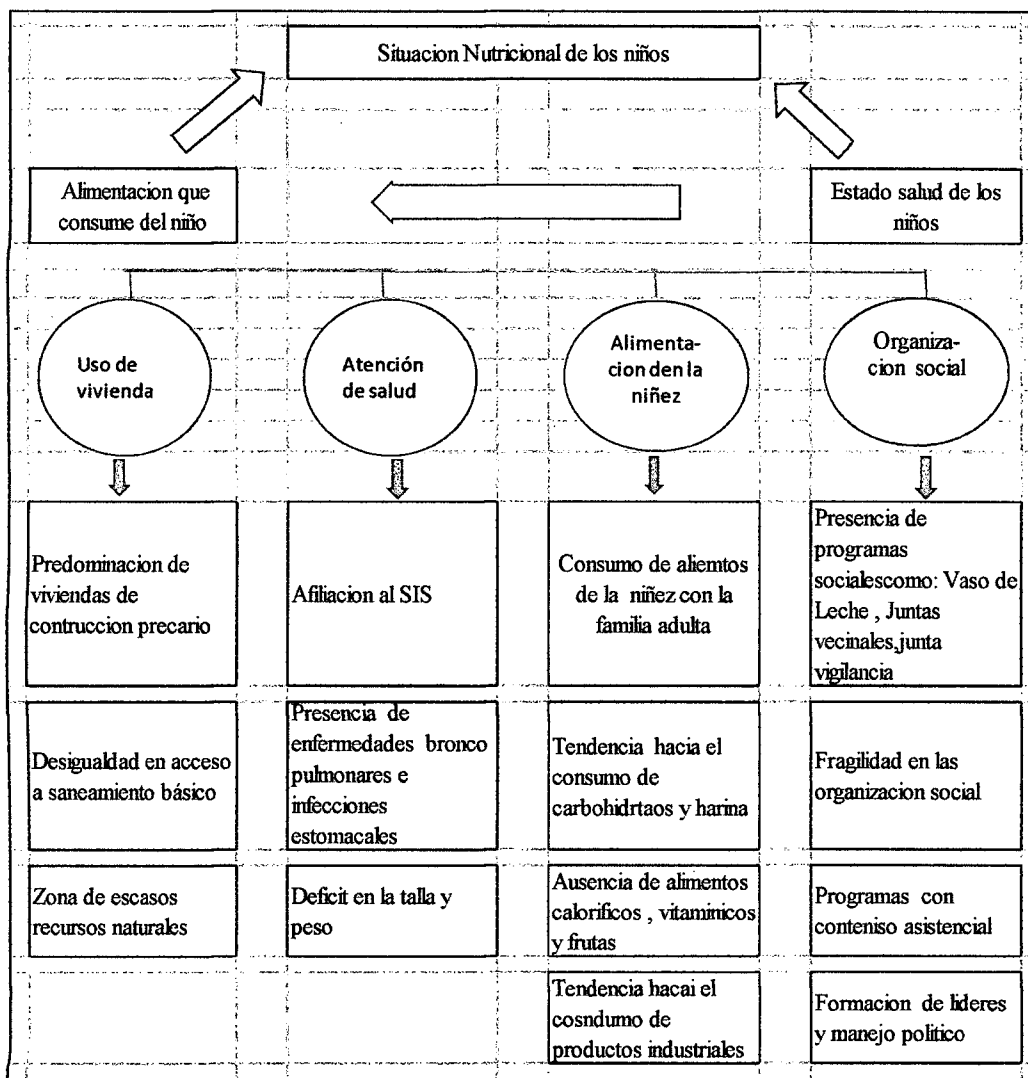 Situacion Nutricional de los niños
Alimentacion que
consume del niño
Estado salud de los
niños
Uso de
vivienda
Atención
de salud
Alimenta-
cion den la
niñez
Organiza-
cion social
Predominacion de
viviendas de
contruccion precario
Afiliacion al SIS
Consumo de aliemtos
de la niñez con la
familia adulta
Presencia de
programas
socialescomo: Vaso de
Leche , Juntas
vecinales,junta
vigilancia
Desigualdad en acceso
a saneamiento básico
Presencia de
enfermedades bronco
pulmonares e
infecciones
estomacales
Tendencia hacia el
consumo de
carbohidrtaos y harina
Fragilidad en las
organizacion social
Zona de escasos
recursos naturales
Deficit en la talla y
peso
Ausencia de alimentos
calorificos , vitaminicos
y frutas
Programas con
conteniso asistencial
Tendencia hacai el
cosndumo de
productos industriales
Formacion de lideres
y manejo politico